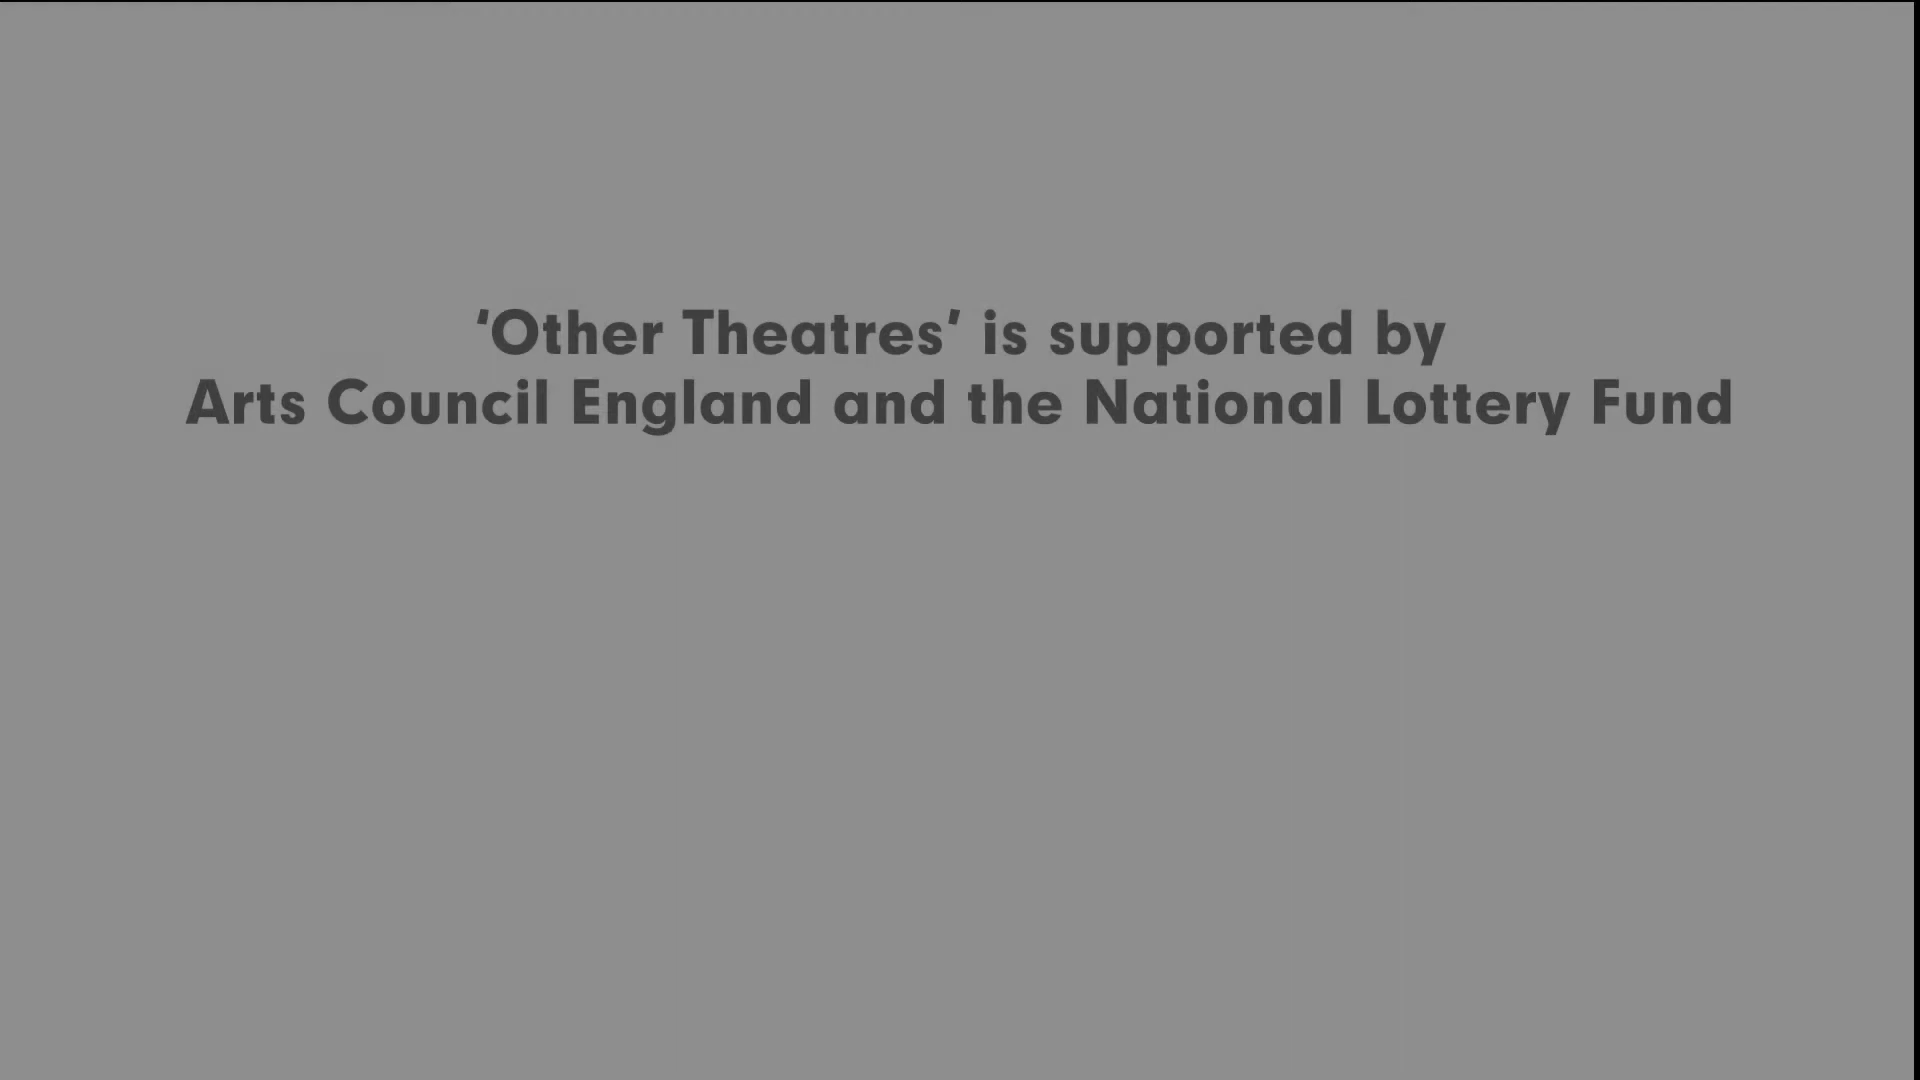 ‘Other Theatres’ is supported by
Arts Council England and the National Lottery Fund